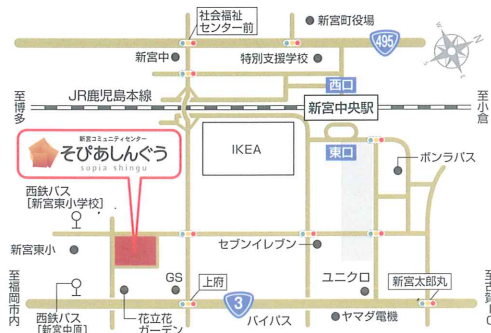 社会福祉
センター前
新宮町役場
495
新宮中
特別支援学校
西口
至博多
JR鹿児島本線
新宮中央駅
至小倉
新宮コミュニティセンター
そぴあしんぐう
sopia shingu
IKEA
東口
ボンラパス
西鉄バス
[新宮東小学校]
新宮東小
セブンイレブン
GS
上府
ユニクロ
新宮太郎丸
至福岡市内
3
西鉄バス
[新宮中原]
花立花
ガーデン
バイパス
ヤマダ電機